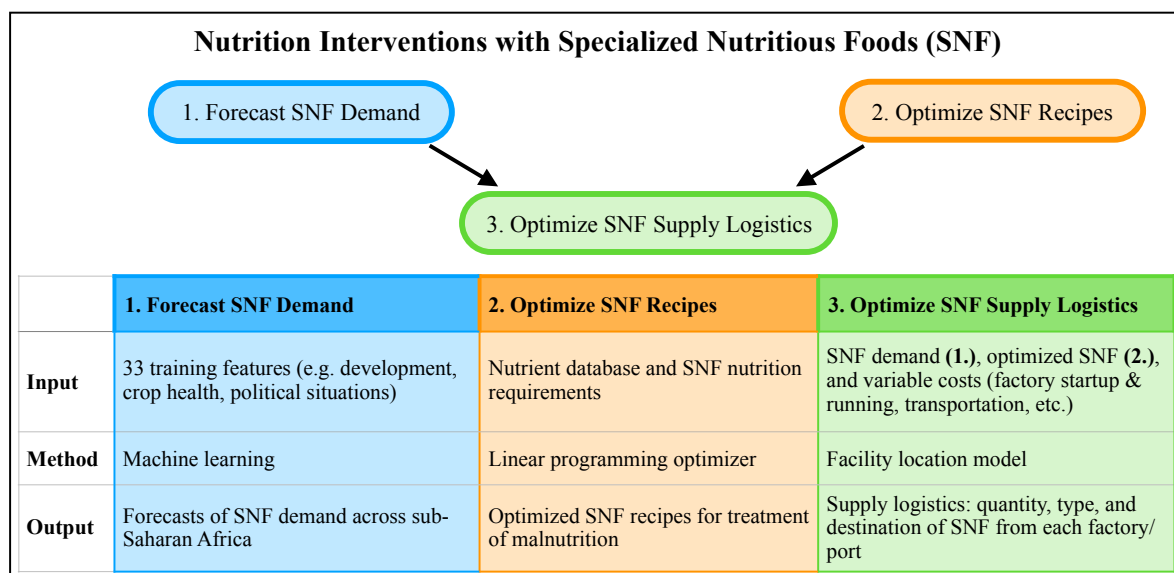 Nutrition Interventions with Specialized Nutritious Foods (SNF)
1. Forecast SNF Demand
2. Optimize SNF Recipes
3. Optimize SNF Supply Logistics
1. Forecast SNF Demand
2. Optimize SNF Recipes
3. Optimize SNF Supply Logistics
Input
33 training features (e.g. development,
crop health, political situations)
Nutrient database and SNF nutrition
requirements
SNF demand (1.), optimized SNF (2.),
and variable costs (factory startup &
running, transportation, etc.)
Method
Machine learning
Linear programming optimizer
Facility location model
Output
Forecasts of SNF demand across sub-
Saharan Africa
Optimized SNF recipes for treatment
of malnutrition
Supply logistics: quantity, type, and
destination of SNF from each factory/
port